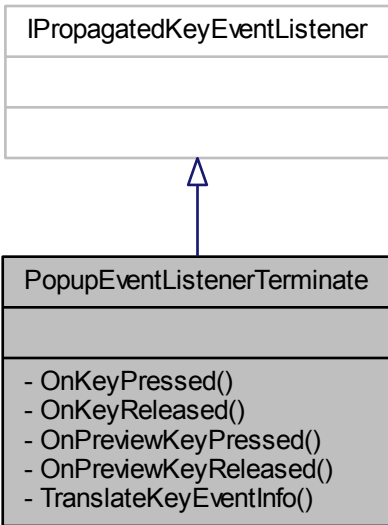 IPropagatedKeyEventListener
PopupEventListenerTerminate
- OnKeyPressed()
- OnKeyReleased()
- OnPreviewKeyPressed()
- OnPreviewKeyReleased()
- TranslateKeyEventInfo()